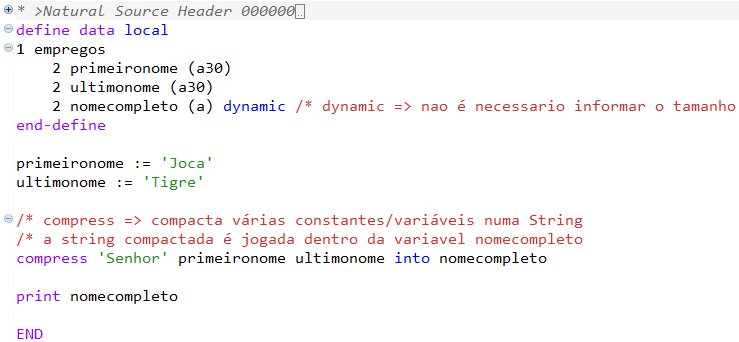 * >Natural Source Header 000000..
define data local
1 empregos
2 primeironome (a30)
2 ultimonome (a30)
2 nomecompleto (a) dynamic /* dynamic => nao é necessario informar o tamanho
end-define
primeironome := 'Joca'
ultimonome := 'Tigre'
/* compress => compacta várias constantes/variáveis numa String
/* a string compactada é jogada dentro da variavel nomecompleto
compress 'Senhor' primeironome ultimonome into nomecompleto
print nomecompleto
END